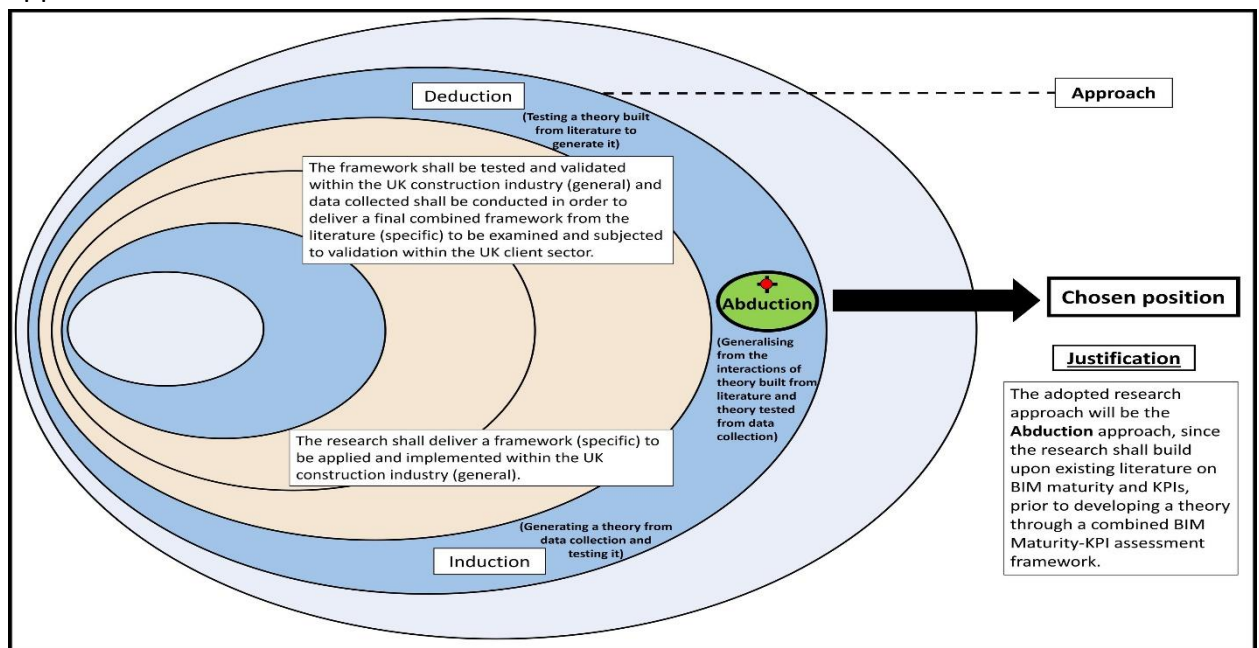 Deduction
(Testing a theory built
from literature to
generate it)
Approach
The framework shall be tested and validated
within the UK construction industry (general) and
data collected shall be conducted in order to
deliver a final combined framework from the
literature (specific) to be examined and subjected
to validation within the UK client sector.
Abduction
(Generalising
from the
interactions of
theory built from
literature and
theory tested
from data
collection)
Chosen position
Justification
The adopted research
approach will be the
Abduction approach, since
the research shall build
upon existing literature on
BIM maturity and KPIs,
prior to developing a theory
through a combined BIM
Maturity-KPI assessment
framework.
The research shall deliver a framework (specific) to
be applied and implemented within the UK
construction industry (general).
(Generating a theory from
data collection and
testing it)
Induction